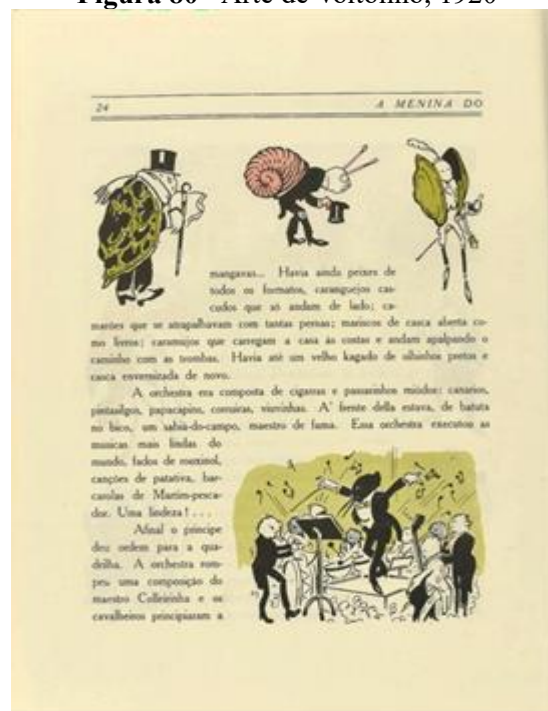 Figura 80 - Arte de Voltolino, 1920
24
A MENINA DO
mangavas... Havia ainda peixes de
todos os formatos, caranguejos cas-
cudos que só andam de lado; ca-
marões que se atrapalhavam com tantas pernas; mariscos de casca aberta co-
mo livros; caramujos que carregam a casa às costas e andam apalpando o
caminho com as trombas. Havia até um velho kagado de olhinhos pretos e
casca envernizada de novo.
A orchestra era composta de cigarras e passarinhos miudos: canarios,
pintasilgos, papacapins, corruiras, viuvinhas. A' frente della estava, de batuta
no bico, um sabiá-do-campo, maestro de fama. Essa orchestra executou as
musicas mais lindas do
mundo, fados de rouxinol,
canções de patativa, bar-
carolas de Martim-pesca-
dor. Uma lindeza!...
Afinal o principe
deu ordem para a qua-
drilha. A orchestra rom-
peu uma composição do
maestro Colleirinha e os
cavalheiros principiaram a